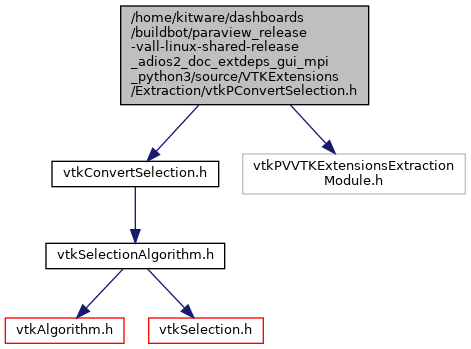 /home/kitware/dashboards
/buildbot/paraview_release
-vall-linux-shared-release
_adios2_doc_extdeps_gui_mpi
_python3/source/VTKExtensions
/Extraction/vtkPConvertSelection.h
vtkConvertSelection.h
vtkPVVTKExtensionsExtraction
Module.h
vtkSelectionAlgorithm.h
vtkAlgorithm.h
vtkSelection.h